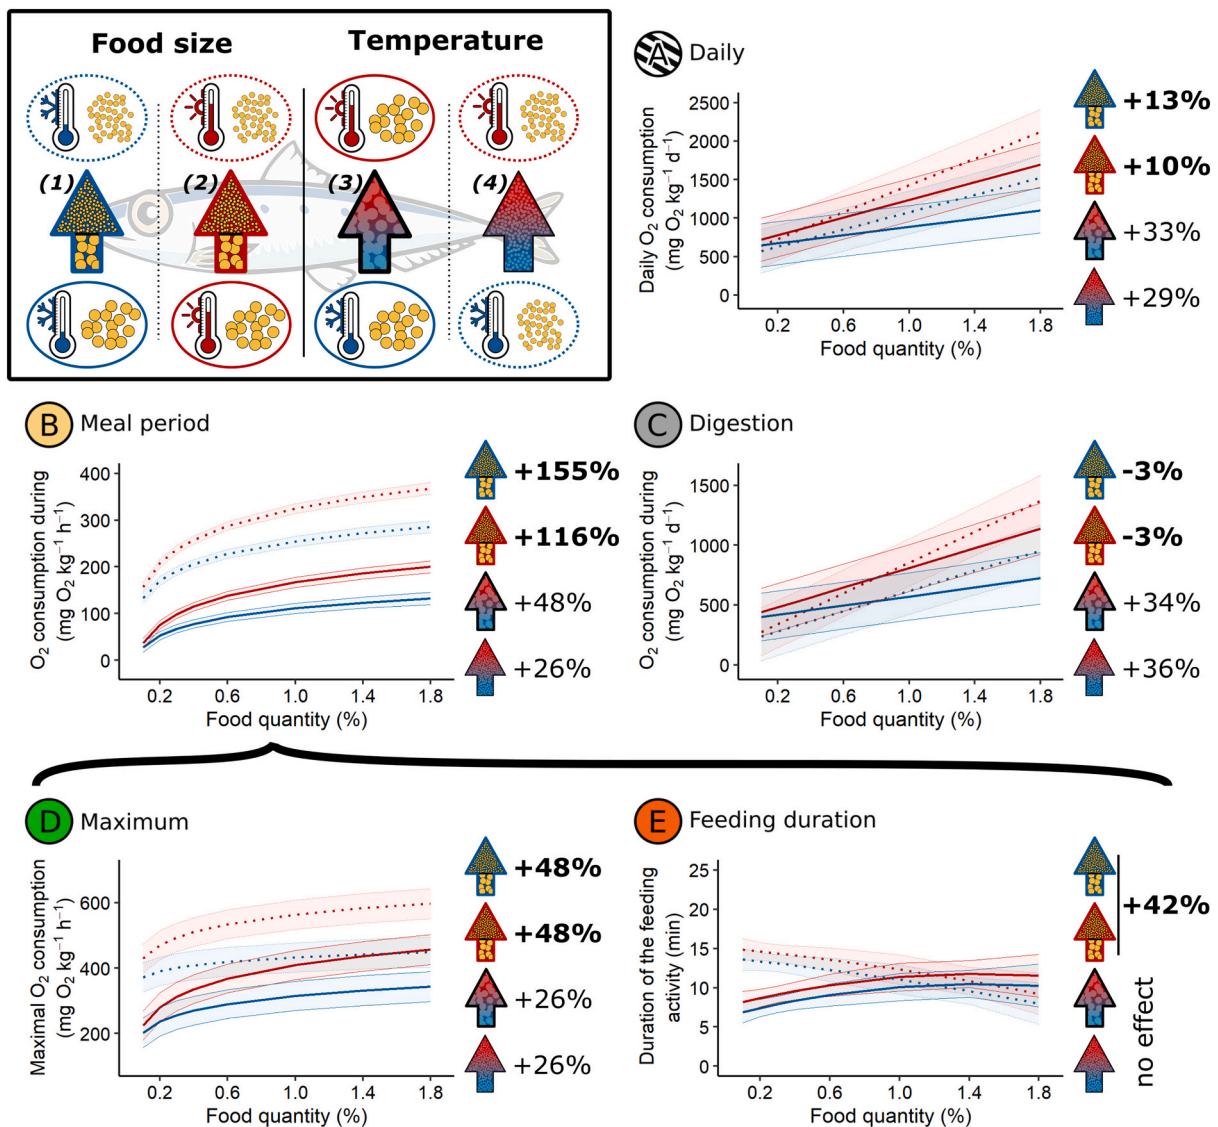 Food size
Temperature
(1)
(2)
(3)
(4)
A
Daily
Daily O₂ consumption
(mg O₂ kg⁻¹ d⁻¹)
2500
2000
1500
1000
500
0
0.2 0.6 1.0 1.4 1.8
Food quantity (%)
+13%
+10%
+33%
+29%
B
Meal period
O₂ consumption during
(mg O₂ kg⁻¹ h⁻¹)
400
300
200
100
0
0.2 0.6 1.0 1.4 1.8
Food quantity (%)
+155%
+116%
+48%
+26%
C
Digestion
O₂ consumption during
(mg O₂ kg⁻¹ d⁻¹)
1500
1000
500
0
0.2 0.6 1.0 1.4 1.8
Food quantity (%)
-3%
-3%
+34%
+36%
D
Maximum
Maximal O₂ consumption
(mg O₂ kg⁻¹ h⁻¹)
600
400
200
0.2 0.6 1.0 1.4 1.8
Food quantity (%)
+48%
+48%
+26%
+26%
E
Feeding duration
Duration of the feeding
activity (min)
25
20
15
10
5
0
0.2 0.6 1.0 1.4 1.8
Food quantity (%)
+42%
no effect